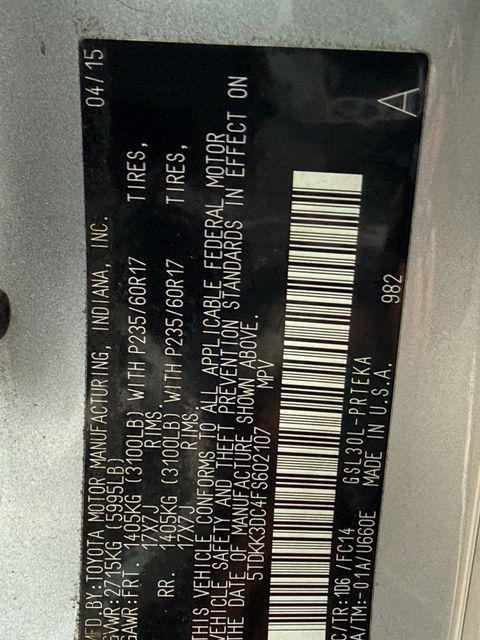 MFD.BY:TOYOTA MOTOR MANUFACTURING, INDIANA, INC. 04/15
GVWR:2715KG (5995LB)
GAWR:FRT. 1405KG (3100LB) WITH P235/60R17 TIRES,
17X7J RIMS
RR. 1405KG (3100LB) WITH P235/60R17 TIRES,
17X7J RIMS.
THIS VEHICLE CONFORMS TO ALL APPLICABLE FEDERAL MOTOR
VEHICLE SAFETY AND THEFT PREVENTION STANDARDS IN EFFECT ON
THE DATE OF MANUFACTURE SHOWN ABOVE.
5TDKK3DC4FS602107 MPV
C/TR:1D6 /EC14 GSL30L-PRTEKA
A/TM:-01A/U660E MADE IN U.S.A. 982 A